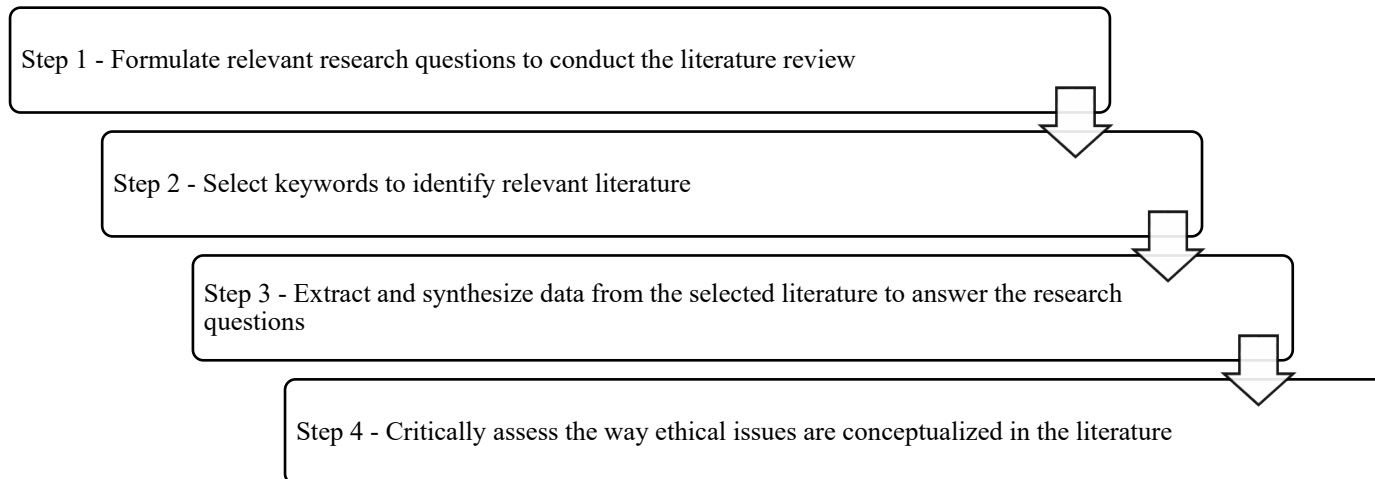 Step 1 - Formulate relevant research questions to conduct the literature review
Step 2 - Select keywords to identify relevant literature
Step 3 - Extract and synthesize data from the selected literature to answer the research
questions
Step 4 - Critically assess the way ethical issues are conceptualized in the literature